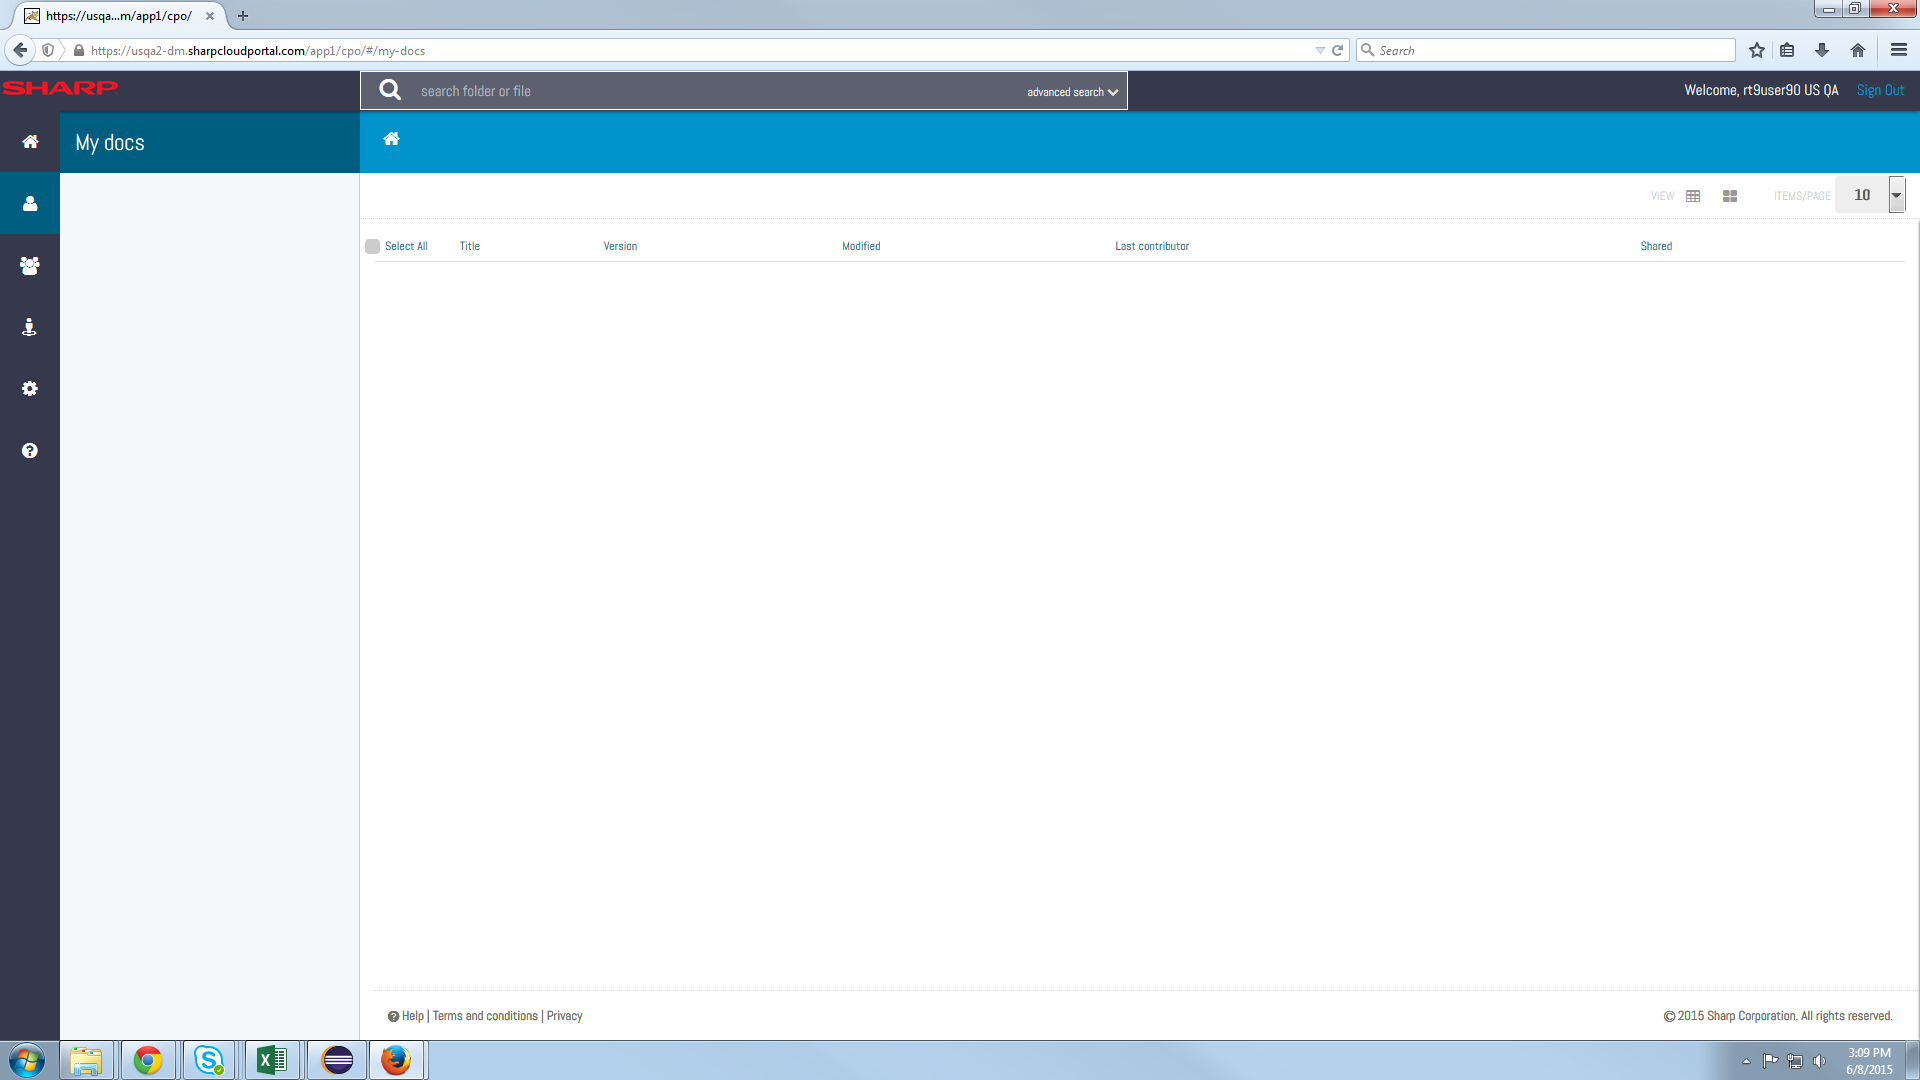 https://usqa...m/app1/cpo/
https://usqa2-dm.sharpcloudportal.com/app1/cpo/#/my-docs
Search
SHARP
search folder or file
advanced search
Welcome, rt9user90 US QA
Sign Out
My docs
VIEW
ITEMS/PAGE
10
Select All
Title
Version
Modified
Last contributor
Shared
Help | Terms and conditions | Privacy
© 2015 Sharp Corporation. All rights reserved.
3:09 PM
6/8/2015